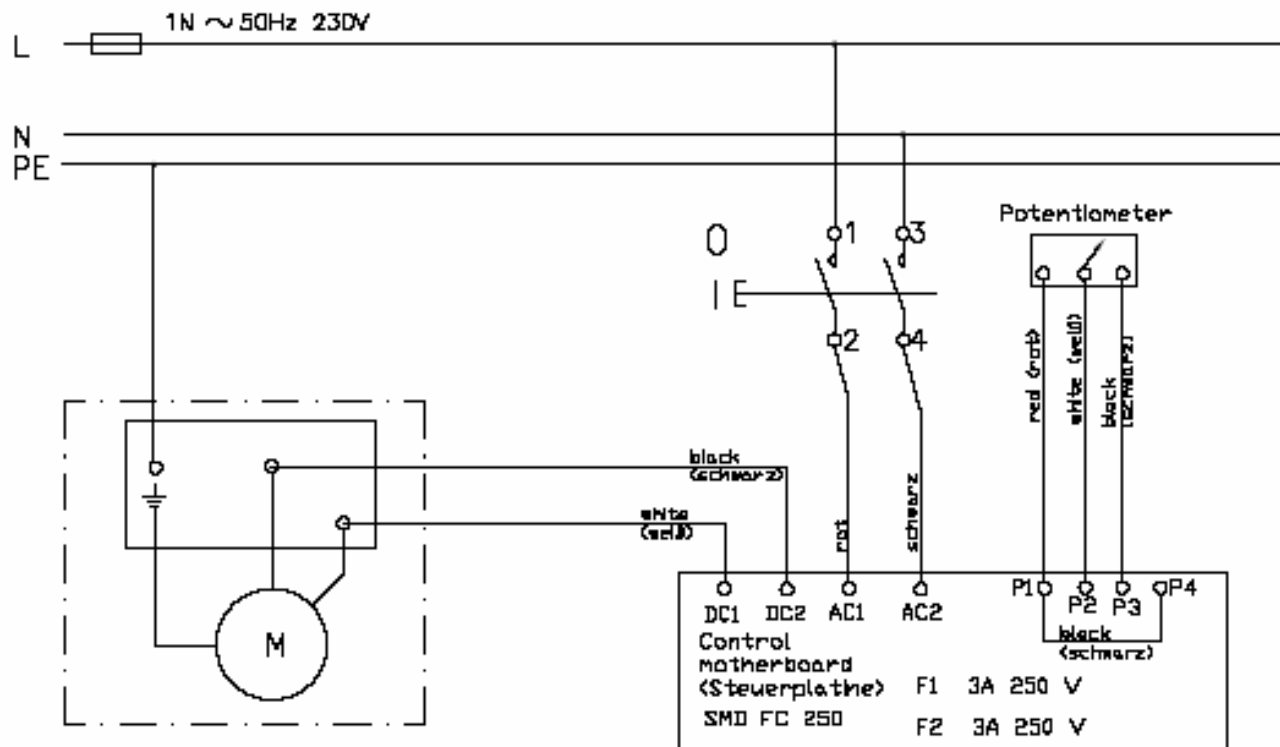 1N ~ 50Hz 230V
L
N
PE
Potentiometer
0
1
3
I E
2
4
red (rot)
white (weiß)
black
(schwarz)
black
(schwarz)
white
(weiß)
rot
schwarz
DC1
DC2
AC1
AC2
P1
P2
P3
P4
black
(schwarz)
M
Control
motherboard
(Steuerplathe)
SMD FC 250
F1 3A 250 V
F2 3A 250 V